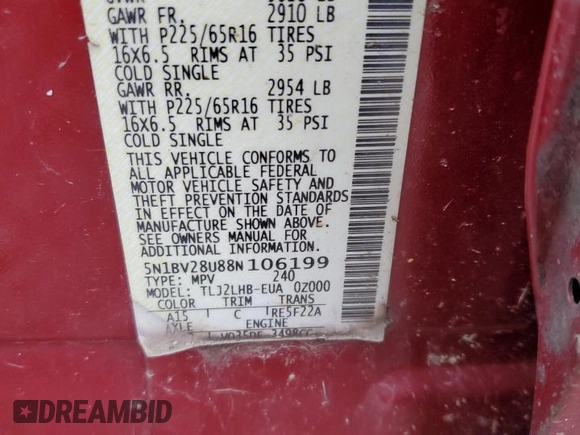 GAWR FR. 2910 LB
WITH P225/65R16 TIRES
16X6.5 RIMS AT 35 PSI
COLD SINGLE
GAWR RR. 2954 LB
WITH P225/65R16 TIRES
16X6.5 RIMS AT 35 PSI
COLD SINGLE
THIS VEHICLE CONFORMS TO
ALL APPLICABLE FEDERAL
MOTOR VEHICLE SAFETY AND
THEFT PREVENTION STANDARDS
IN EFFECT ON THE DATE OF
MANUFACTURE SHOWN ABOVE.
SEE OWNERS MANUAL FOR
ADDITIONAL INFORMATION.
5N1BV28U88N106199
TYPE: MPV 240
MODEL: TLJ2LHB-EUA 0Z000
COLOR TRIM TRANS
A15 C RE5F22A
AXLE ENGINE
VQ35DE 3498CC
DREAMBID